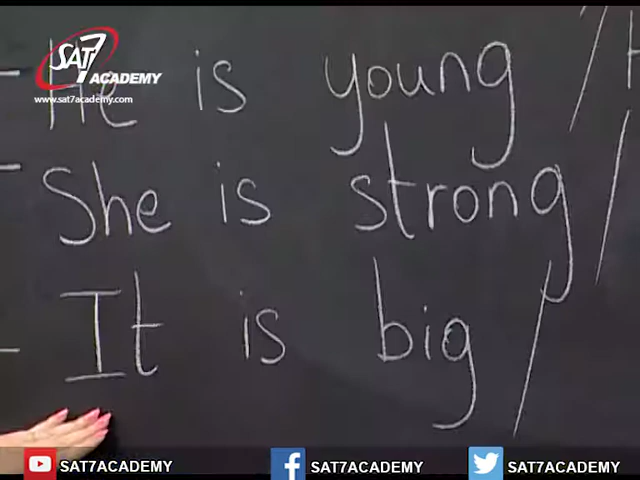 SAT7 ACADEMY
www.sat7academy.com
- He is young /
- She is strong /
- It is big /
SAT7ACADEMY SAT7ACADEMY SAT7ACADEMY